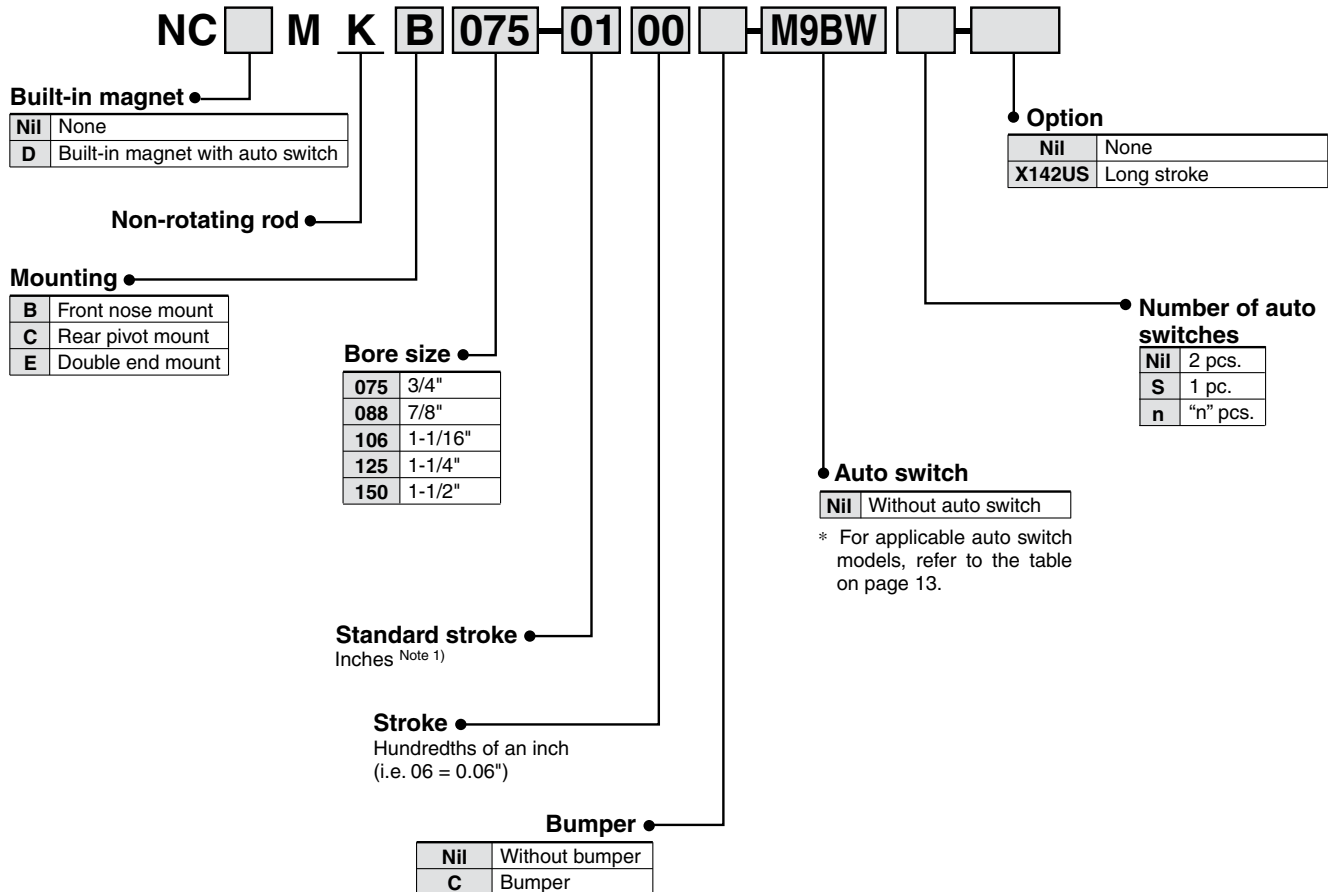 NC M K B 075-01 00 -M9BW -
Built-in magnet
Nil None
D Built-in magnet with auto switch
Non-rotating rod
Mounting
B Front nose mount
C Rear pivot mount
E Double end mount
Bore size
075 3/4"
088 7/8"
106 1-1/16"
125 1-1/4"
150 1-1/2"
Standard stroke
Inches Note 1)
Stroke
Hundredths of an inch
(i.e. 06 = 0.06")
Bumper
Nil Without bumper
C Bumper
Auto switch
Nil Without auto switch
* For applicable auto switch
models, refer to the table
on page 13.
Number of auto
switches
Nil 2 pcs.
S 1 pc.
n “n” pcs.
Option
Nil None
X142US Long stroke